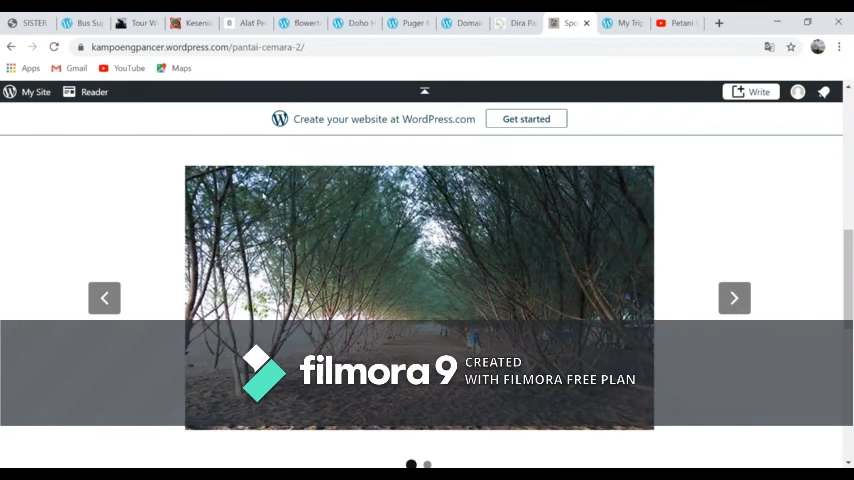 SISTER
Bus Su
Tour W
Kesenia
Alat Pe
flowert
Doho H
Puger I
Domai
Dira Pa
Spo
My Trip
Petani
kampoengpancer.wordpress.com/pantai-cemara-2/
Apps Gmail YouTube Maps
My Site Reader Write
Create your website at WordPress.com Get started
filmora9 CREATED
WITH FILMORA FREE PLAN